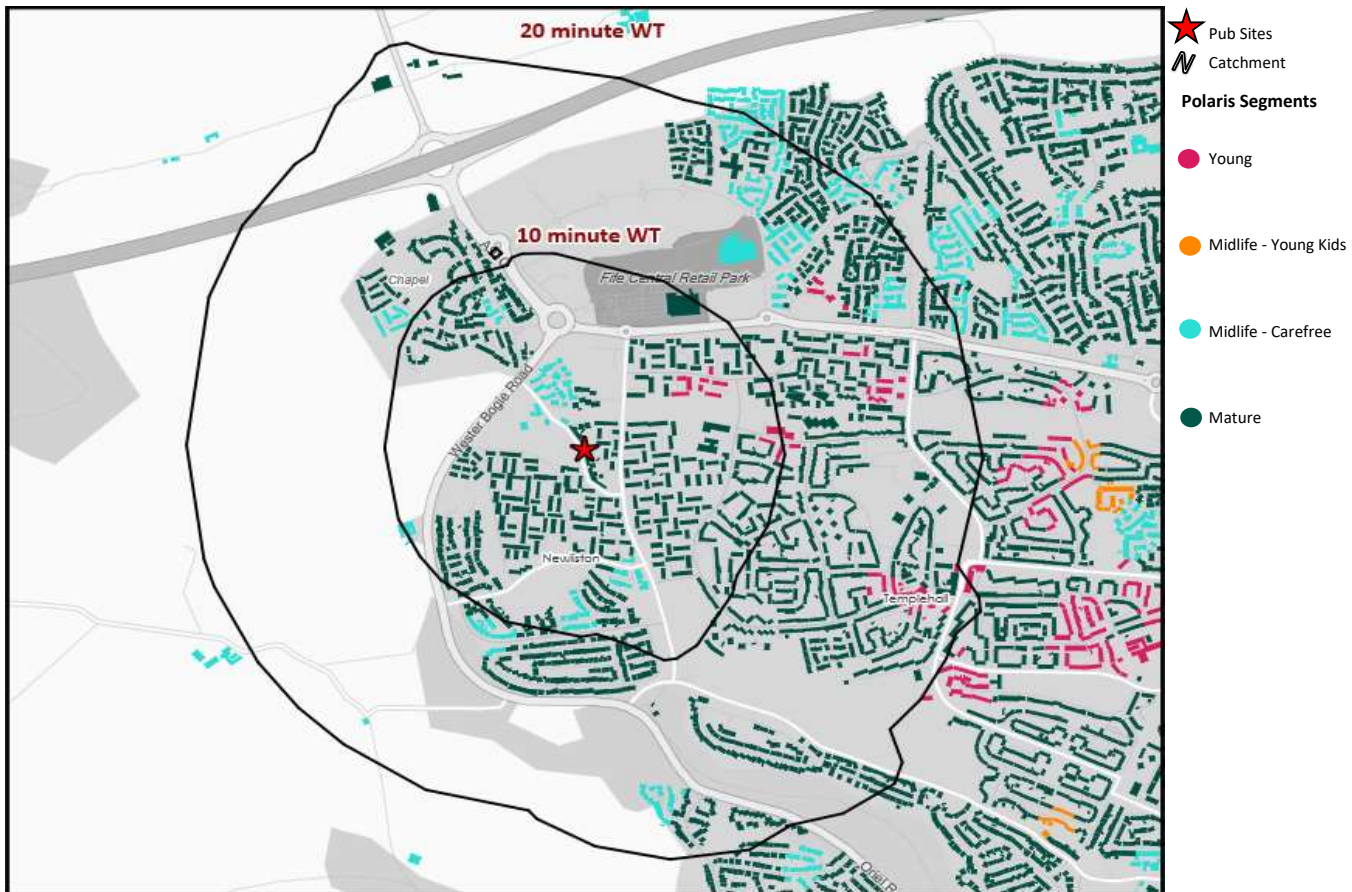 20 minute WT
10 minute WT
Chapel
Fife Central Retail Park
Wester Bogie Road
Newliston
Templehall
Pub Sites
Catchment
Polaris Segments
Young
Midlife - Young Kids
Midlife - Carefree
Mature